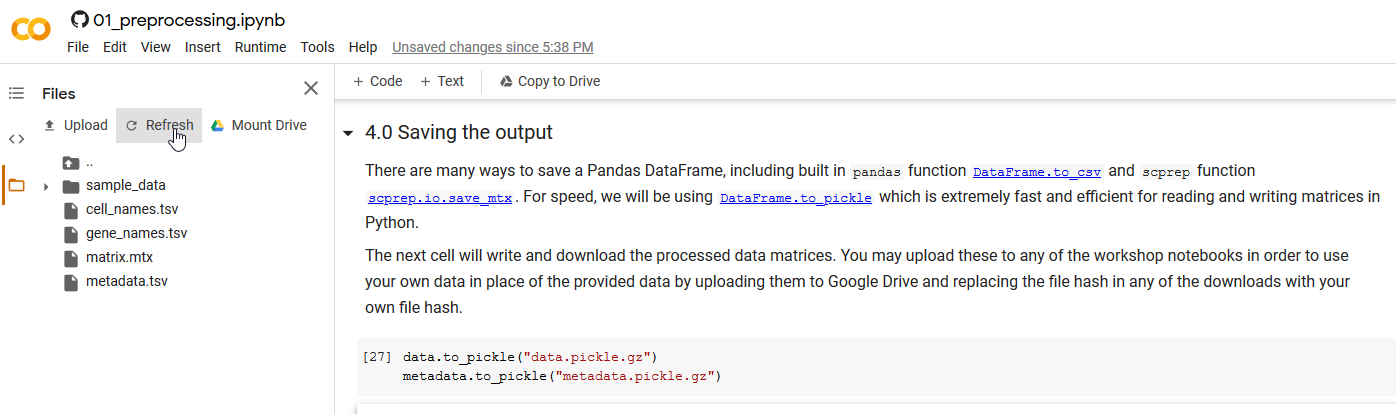 01_preprocessing.ipynb
File Edit View Insert Runtime Tools Help Unsaved changes since 5:38 PM
Files
Upload Refresh Mount Drive
..
sample_data
cell_names.tsv
gene_names.tsv
matrix.mtx
metadata.tsv
+ Code + Text Copy to Drive
4.0 Saving the output
There are many ways to save a Pandas DataFrame, including built in pandas function DataFrame.to_csv and scprep function
scprep.io.save_mtx. For speed, we will be using DataFrame.to_pickle which is extremely fast and efficient for reading and writing matrices in
Python.
The next cell will write and download the processed data matrices. You may upload these to any of the workshop notebooks in order to use
your own data in place of the provided data by uploading them to Google Drive and replacing the file hash in any of the downloads with your
own file hash.
[27] data.to_pickle("data.pickle.gz")
metadata.to_pickle("metadata.pickle.gz")